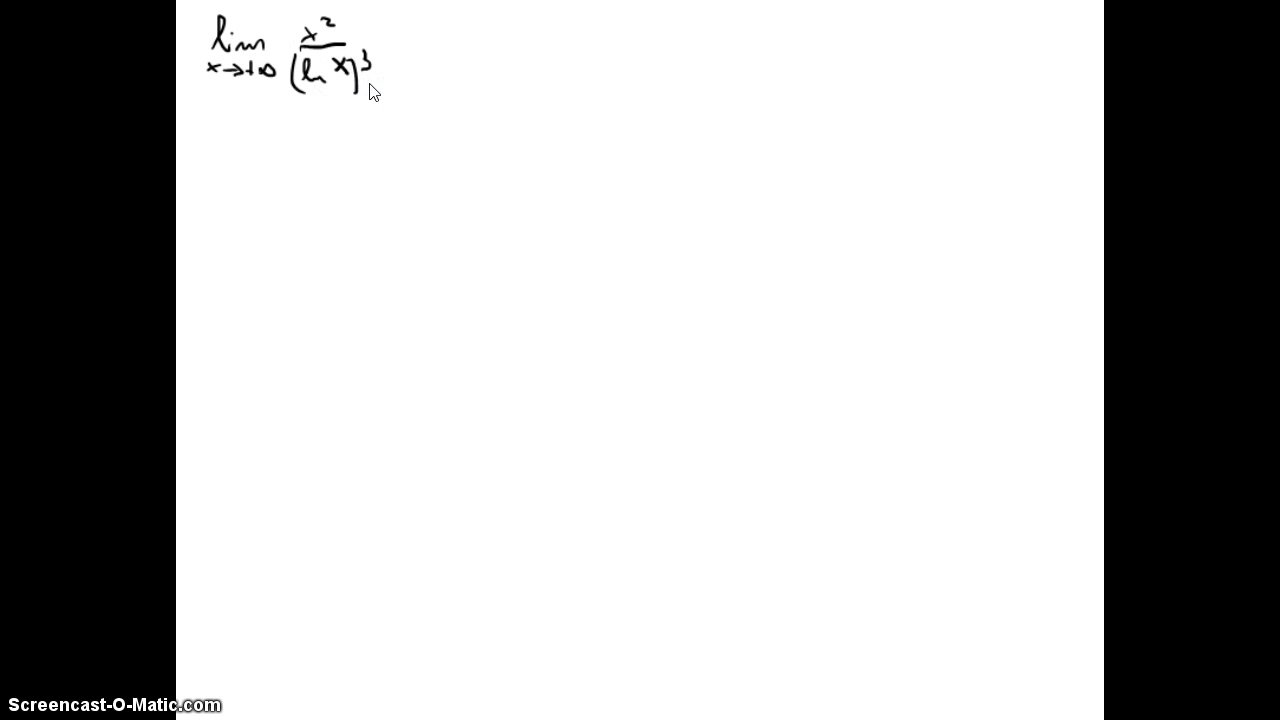 lim x²
x→+∞ (ln x)³
Screencast-O-Matic.com